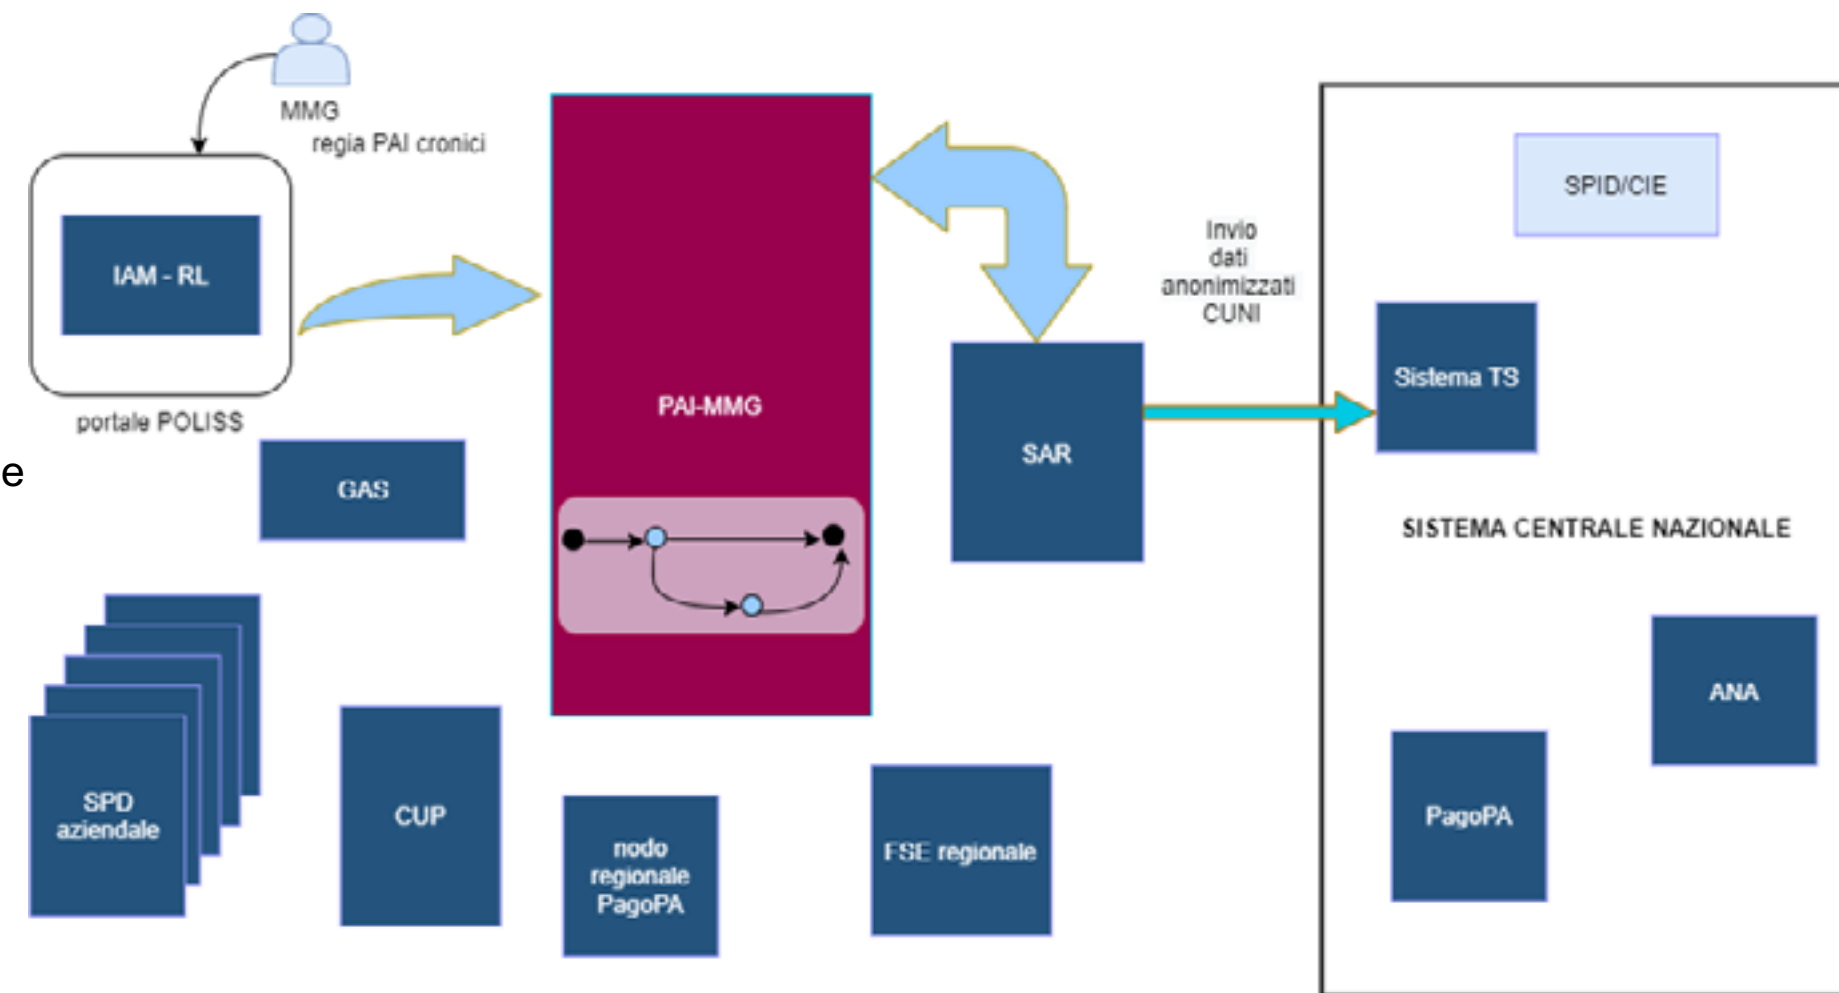 MMG
regia PAI cronici
IAM - RL
portale POLISS
e
GAS
SPD
aziendale
CUP
PAI-MMG
nodo
regionale
PagoPA
FSE regionale
SAR
Invio
dati
anonimizzati
CUNI
SPID/CIE
Sistema TS
SISTEMA CENTRALE NAZIONALE
ANA
PagoPA